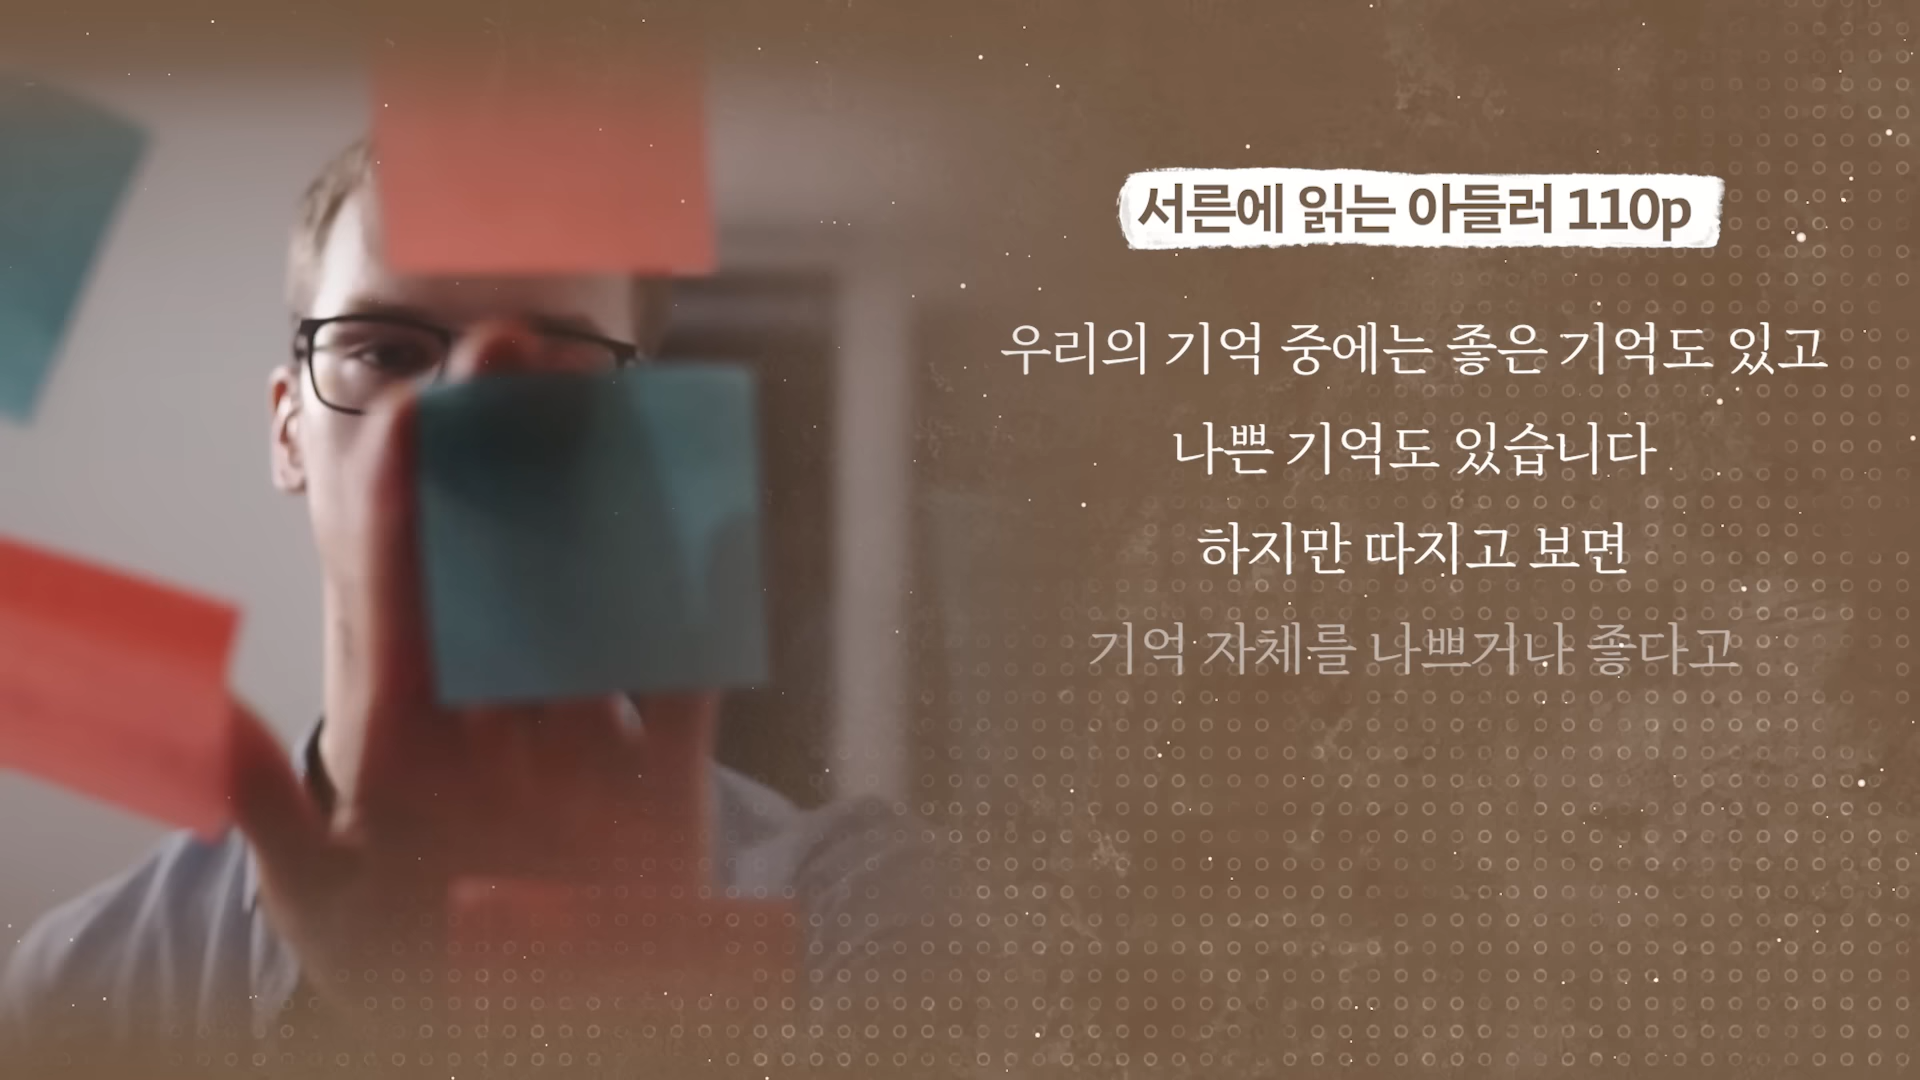 서른에 읽는 아들러 110p
우리의 기억 중에는 좋은 기억도 있고
나쁜 기억도 있습니다
하지만 따지고 보면
기억 자체를 나쁘거나 좋다고